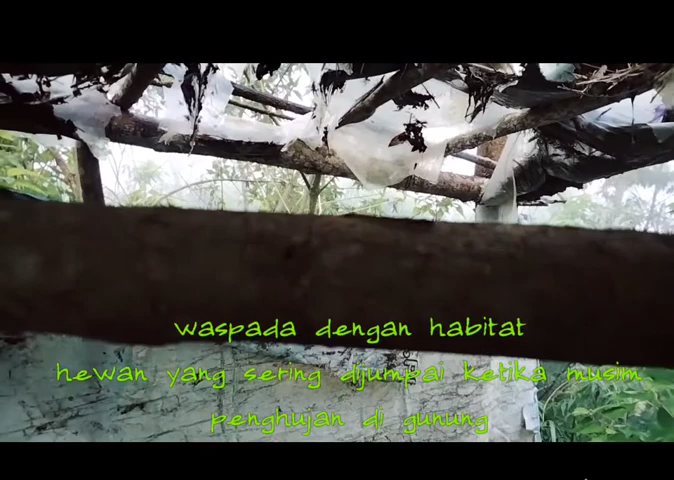 waspada dengan habitat
hewan yang sering dijumpai ketika musim
penghujan di gunung